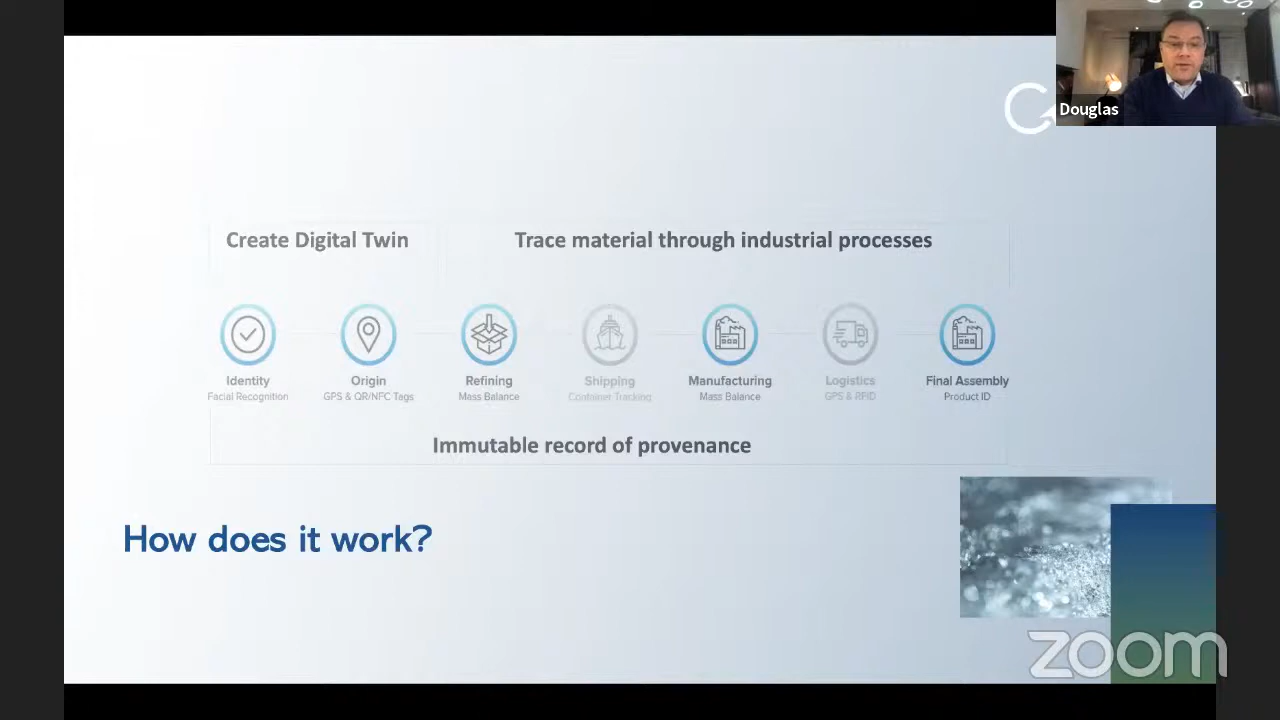 Douglas
Create Digital Twin
Trace material through industrial processes
Identity
Facial Recognition
Origin
GPS & QR/NFC Tags
Refining
Mass Balance
Shipping
Container Tracking
Manufacturing
Mass Balance
Logistics
GPS & RFID
Final Assembly
Product ID
Immutable record of provenance
How does it work?
zoom